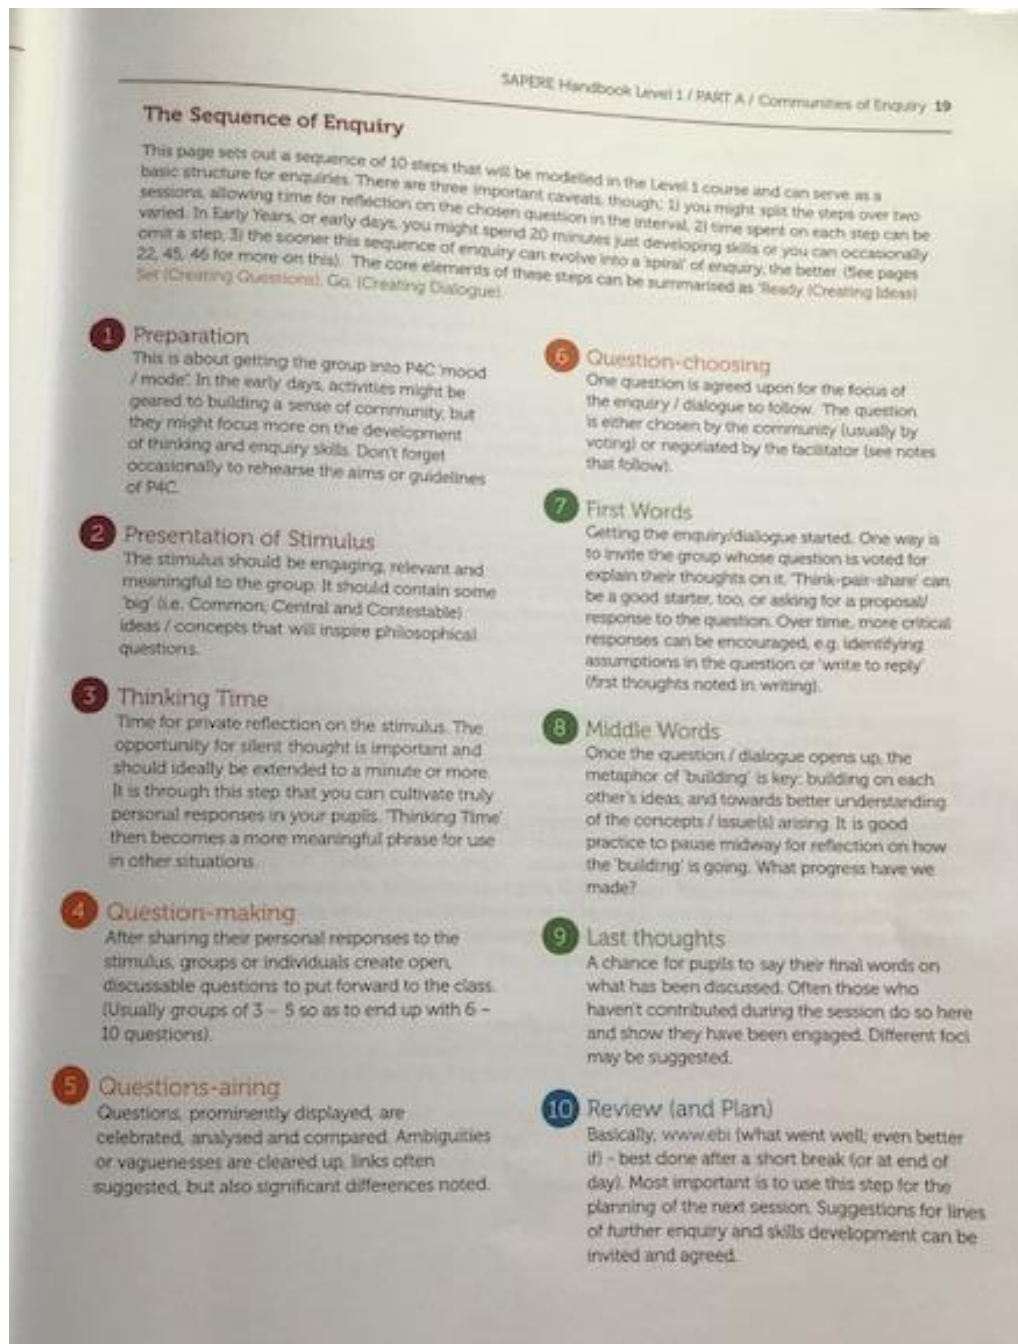 SAPERE Handbook Level 1 / PART A / Communities of Enquiry 19
The Sequence of Enquiry
This page sets out a sequence of 10 steps that will be modelled in the Level 1 course and can serve as a
basic structure for enquiries. There are three important caveats, though; 1) you might split the steps over two
sessions, allowing time for reflection on the chosen question in the interval, 2) time spent on each step can be
varied. In Early Years, or early days, you might spend 20 minutes just developing skills or you can occasionally
omit a step, 3) the sooner this sequence of enquiry can evolve into a 'spiral' of enquiry, the better. (See pages
22, 45, 46 for more on this). The core elements of these steps can be summarised as 'Ready (Creating Ideas)
Set (Creating Questions), Go, (Creating Dialogue).
1 Preparation
This is about getting the group into P4C 'mood
/ mode". In the early days, activities might be
geared to building a sense of community, but
they might focus more on the development
of thinking and enquiry skills. Don't forget
occasionally to rehearse the aims or guidelines
of P4C.
2 Presentation of Stimulus
The stimulus should be engaging, relevant and
meaningful to the group. It should contain some
'big' (i.e. Common, Central and Contestable)
ideas / concepts that will inspire philosophical
questions.
3 Thinking Time
Time for private reflection on the stimulus. The
opportunity for silent thought is important and
should ideally be extended to a minute or more.
It is through this step that you can cultivate truly
personal responses in your pupils. 'Thinking Time'
then becomes a more meaningful phrase for use
in other situations.
4 Question-making
After sharing their personal responses to the
stimulus, groups or individuals create open,
discussable questions to put forward to the class.
(Usually groups of 3 – 5 so as to end up with 6 –
10 questions).
5 Questions-airing
Questions, prominently displayed, are
celebrated, analysed and compared. Ambiguities
or vaguenesses are cleared up, links often
suggested, but also significant differences noted.
6 Question-choosing
One question is agreed upon for the focus of
the enquiry / dialogue to follow. The question
is either chosen by the community (usually by
voting) or negotiated by the facilitator (see notes
that follow).
7 First Words
Getting the enquiry/dialogue started. One way is
to invite the group whose question is voted for
explain their thoughts on it. 'Think-pair-share' can
be a good starter, too, or asking for a proposal/
response to the question. Over time, more critical
responses can be encouraged, e.g. identifying
assumptions in the question or 'write to reply'
(first thoughts noted in writing).
8 Middle Words
Once the question / dialogue opens up, the
metaphor of 'building' is key: building on each
other's ideas, and towards better understanding
of the concepts / issue(s) arising. It is good
practice to pause midway for reflection on how
the 'building' is going. What progress have we
made?
9 Last thoughts
A chance for pupils to say their final words on
what has been discussed. Often those who
haven't contributed during the session do so here
and show they have been engaged. Different foci
may be suggested.
10 Review (and Plan)
Basically, www.ebi (what went well; even better
if) - best done after a short break (or at end of
day). Most important is to use this step for the
planning of the next session. Suggestions for lines
of further enquiry and skills development can be
invited and agreed.